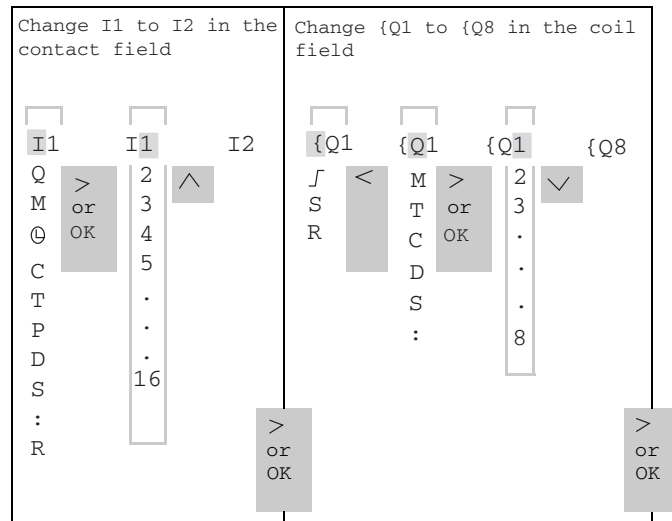 Change I1 to I2 in the
contact field
I1 I1 I2
Q
M
C
T
P
D
S
:
R
>
or
OK
2
3
4
5
.
.
.
16
^
>
or
OK
Change {Q1 to {Q8 in the coil
field
{Q1 {Q1 {Q1 {Q8
∫
S
R
<
M
T
C
D
S
:
>
or
OK
2
3
.
.
.
8
∨
>
or
OK